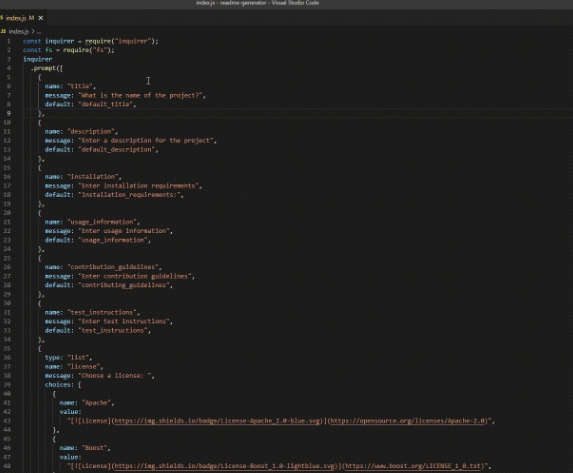 index.js - readme-generator - Visual Studio Code
index.js M X
index.js > ...
1 const inquirer = require("inquirer");
2 const fs = require("fs");
3 inquirer
4 .prompt([
5 {
6 name: "title",
7 message: "What is the name of the project?",
8 default: "default_title",
9 },
10 {
11 name: "description",
12 message: "Enter a description for the project",
13 default: "default_description",
14 },
15 {
16 name: "installation",
17 message: "Enter installation requirements",
18 default: "installation_requirements:",
19 },
20 {
21 name: "usage_information",
22 message: "Enter usage information",
23 default: "usage_information",
24 },
25 {
26 name: "contribution_guidelines",
27 message: "Enter contribution guidelines",
28 default: "contributing_guidelines",
29 },
30 {
31 name: "test_instructions",
32 message: "Enter test instructions",
33 default: "test_instructions",
34 },
35 {
36 type: "list",
37 name: "license",
38 message: "Choose a license: ",
39 choices: [
40 {
41 name: "Apache",
42 value:
43 "[![License](https://img.shields.io/badge/License-Apache_2.0-blue.svg)](https://opensource.org/licenses/Apache-2.0)",
44 },
45 {
46 name: "Boost",
47 value:
48 "[![License](https://img.shields.io/badge/License-Boost_1.0-lightblue.svg)](https://www.boost.org/LICENSE_1_0.txt)",